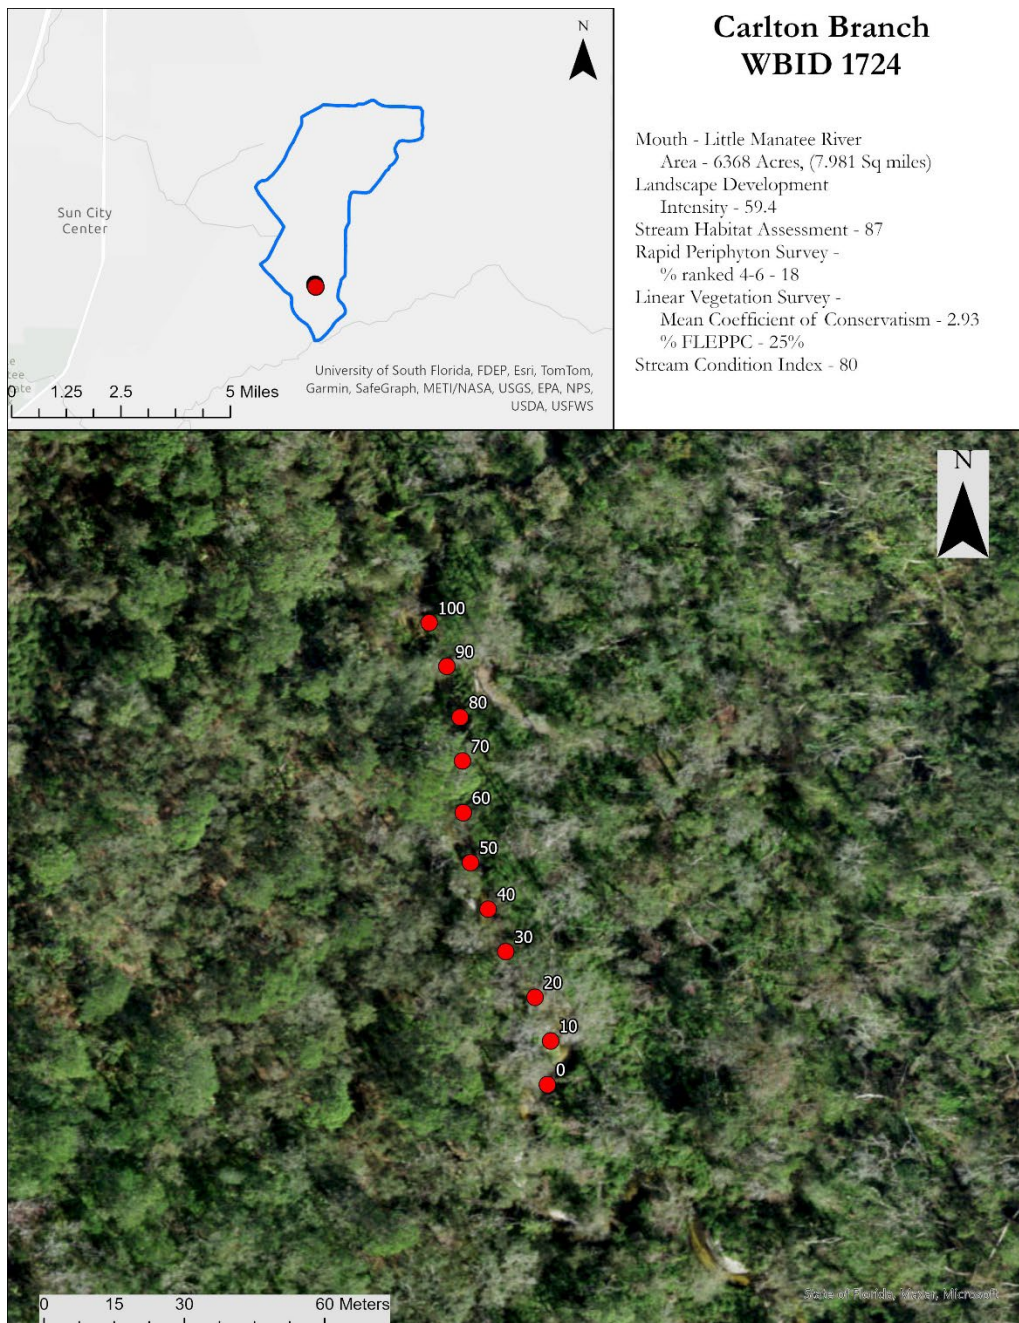 Carlton Branch
WBID 1724
Mouth - Little Manatee River
Area - 6368 Acres, (7.981 Sq miles)
Landscape Development
Intensity - 59.4
Stream Habitat Assessment - 87
Rapid Periphyton Survey -
% ranked 4-6 - 18
Linear Vegetation Survey -
Mean Coefficient of Conservatism - 2.93
% FLEPPC - 25%
Stream Condition Index - 80
N
Sun City
Center
University of South Florida, FDEP, Esri, TomTom,
Garmin, SafeGraph, METI/NASA, USGS, EPA, NPS,
USDA, USFWS
0 1.25 2.5 5 Miles
N
100
90
80
70
60
50
40
30
20
10
0
0 15 30 60 Meters
State of Florida, Maxar, Microsoft